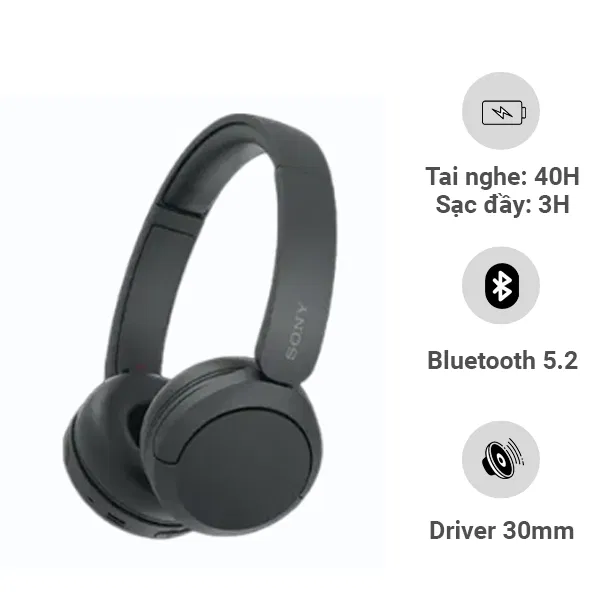 SONY
Tai nghe: 40H
Sạc đầy: 3H
Bluetooth 5.2
Driver 30mm